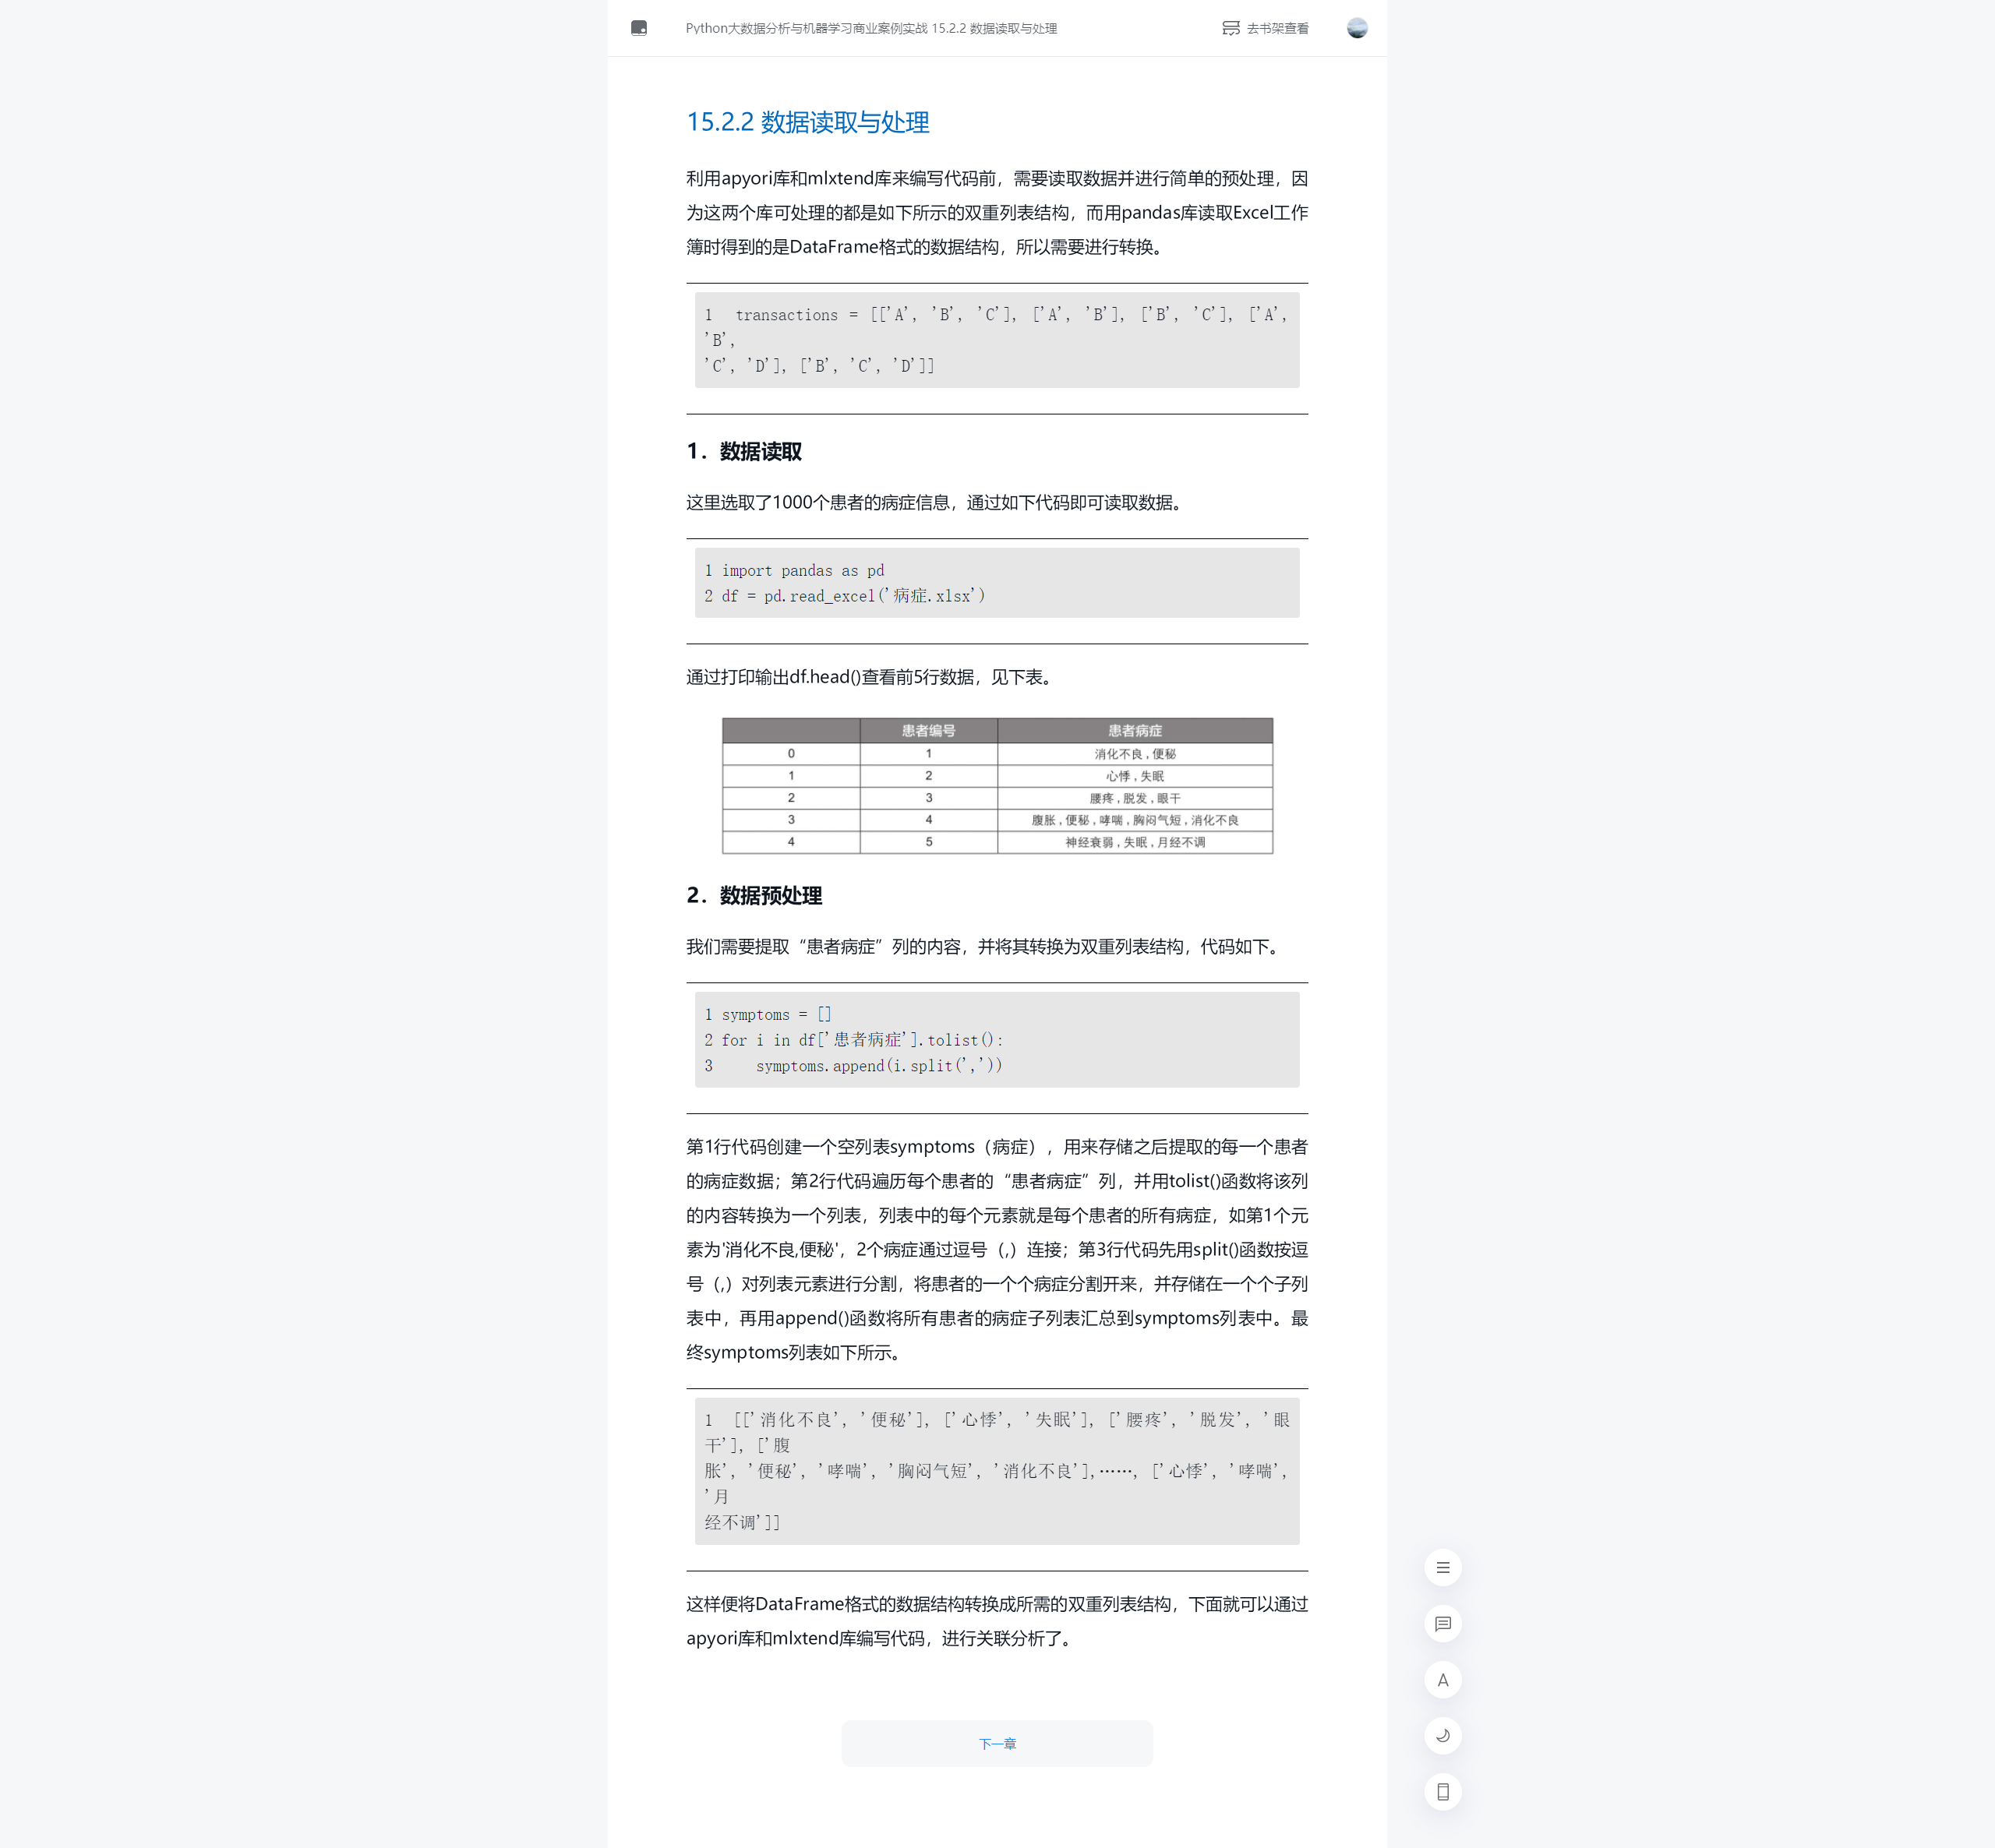 Python大数据分析与机器学习商业案例实战 15.2.2 数据读取与处理
去书架查看
15.2.2 数据读取与处理
利用apyori库和mlxtend库来编写代码前，需要读取数据并进行简单的预处理，因
为这两个库可处理的都是如下所示的双重列表结构，而用pandas库读取Excel工作
簿时得到的是DataFrame格式的数据结构，所以需要进行转换。
1 transactions = [['A', 'B', 'C'], ['A', 'B'], ['B', 'C'], ['A',
'B',
'C', 'D'], ['B', 'C', 'D']]
1．数据读取
这里选取了1000个患者的病症信息，通过如下代码即可读取数据。
1 import pandas as pd
2 df = pd.read_excel('病症.xlsx')
通过打印输出df.head()查看前5行数据，见下表。
患者编号 患者病症
0 1 消化不良,便秘
1 2 心悸,失眠
2 3 腰疼,脱发,眼干
3 4 腹胀,便秘,哮喘,胸闷气短,消化不良
4 5 神经衰弱,失眠,月经不调
2．数据预处理
我们需要提取“患者病症”列的内容，并将其转换为双重列表结构，代码如下。
1 symptoms = []
2 for i in df['患者病症'].tolist():
3     symptoms.append(i.split(','))
第1行代码创建一个空列表symptoms（病症），用来存储之后提取的每一个患者
的病症数据；第2行代码遍历每个患者的“患者病症”列，并用tolist()函数将该列
的内容转换为一个列表，列表中的每个元素就是每个患者的所有病症，如第1个元
素为'消化不良,便秘'，2个病症通过逗号（,）连接；第3行代码先用split()函数按逗
号（,）对列表元素进行分割，将患者的一个个病症分割开来，并存储在一个个子列
表中，再用append()函数将所有患者的病症子列表汇总到symptoms列表中。最
终symptoms列表如下所示。
1 [['消化不良', '便秘'], ['心悸', '失眠'], ['腰疼', '脱发', '眼
干'], ['腹
胀', '便秘', '哮喘', '胸闷气短', '消化不良'],……, ['心悸', '哮喘',
'月
经不调']]
这样便将DataFrame格式的数据结构转换成所需的双重列表结构，下面就可以通过
apyori库和mlxtend库编写代码，进行关联分析了。
A
下一章